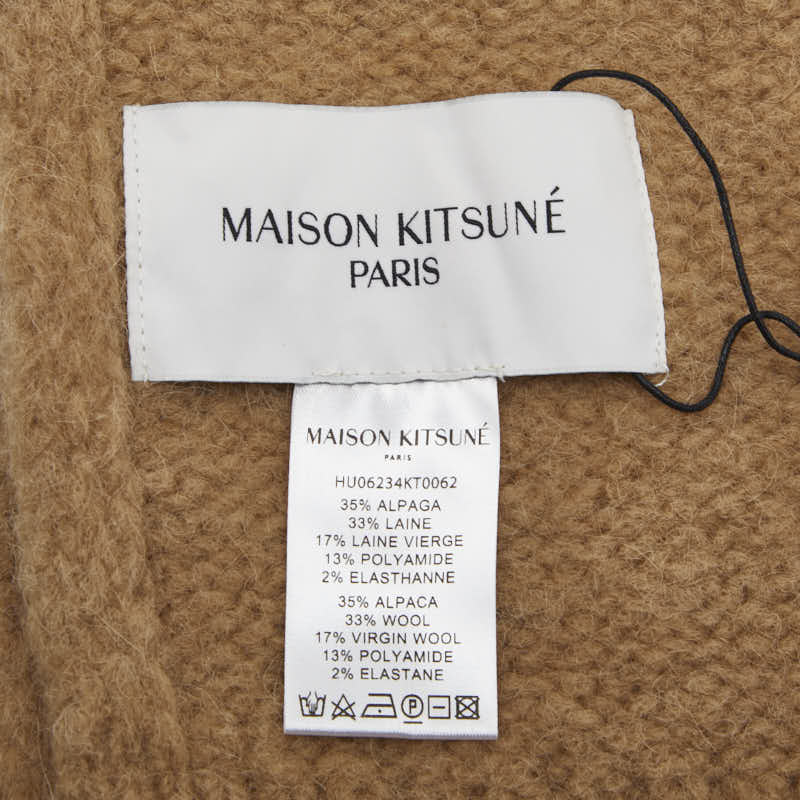 MAISON KITSUNÉ
PARIS
MAISON KITSUNÉ
PARIS
HU06234KT0062
35% ALPAGA
33% LAINE
17% LAINE VIERGE
13% POLYAMIDE
2% ELASTHANNE
35% ALPACA
33% WOOL
17% VIRGIN WOOL
13% POLYAMIDE
2% ELASTANE
P